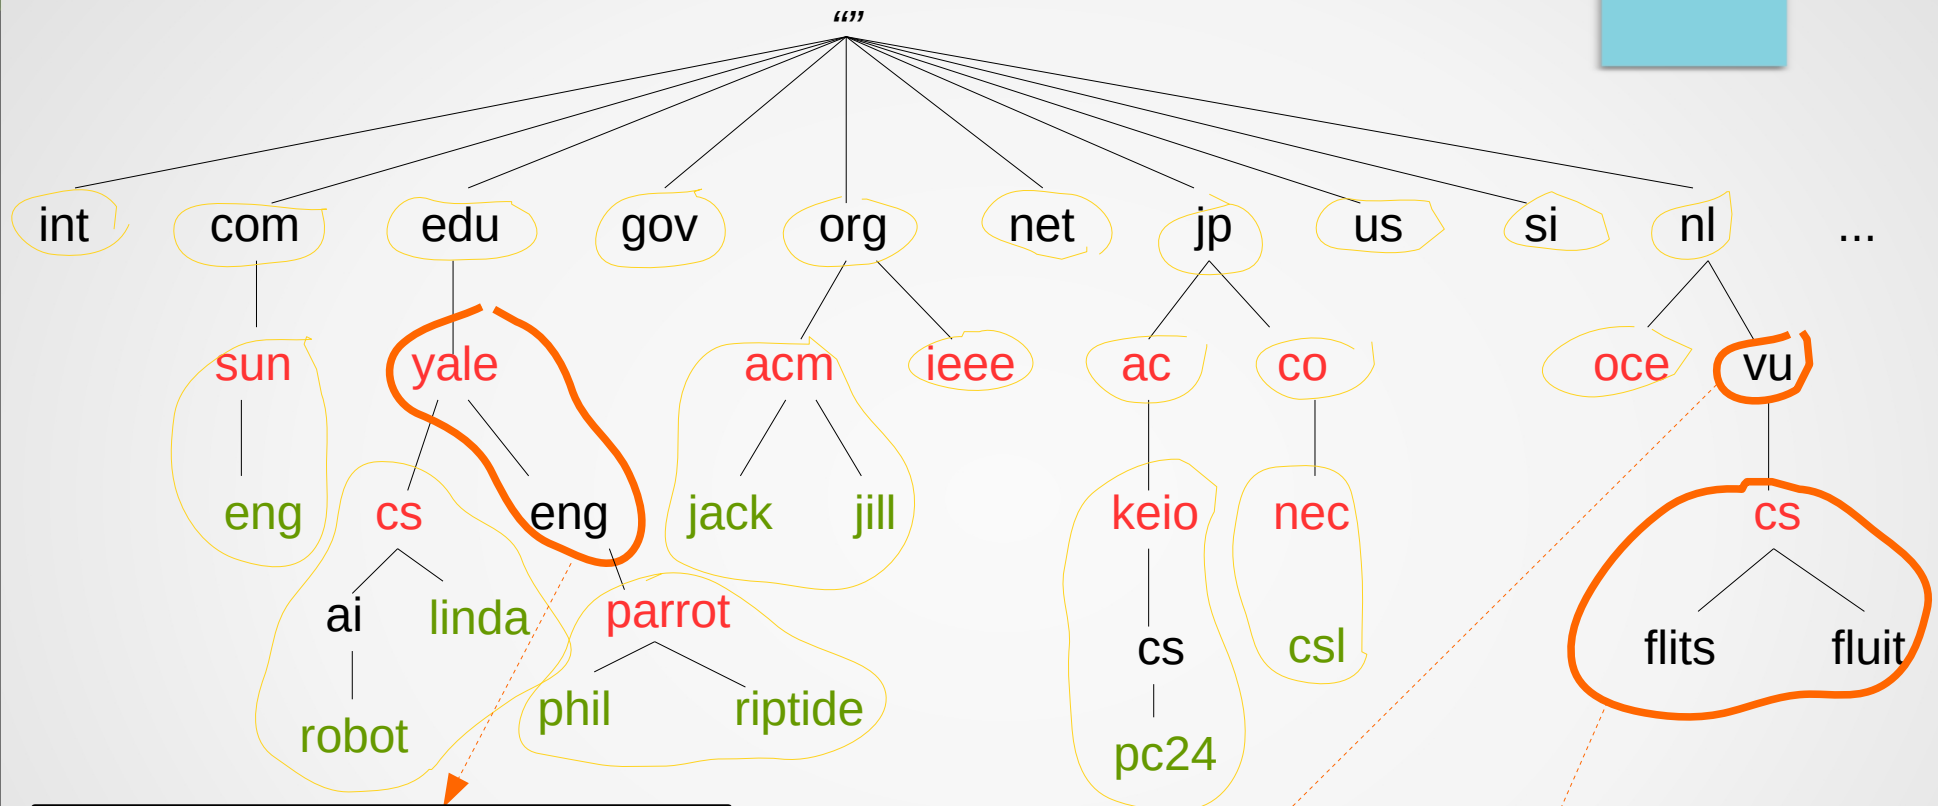 “”
int com edu gov org net jp us si nl ...
sun yale acm ieee ac co oce vu
eng cs eng jack jill keio nec cs
ai linda parrot cs csl flits fluit
robot phil riptide pc24